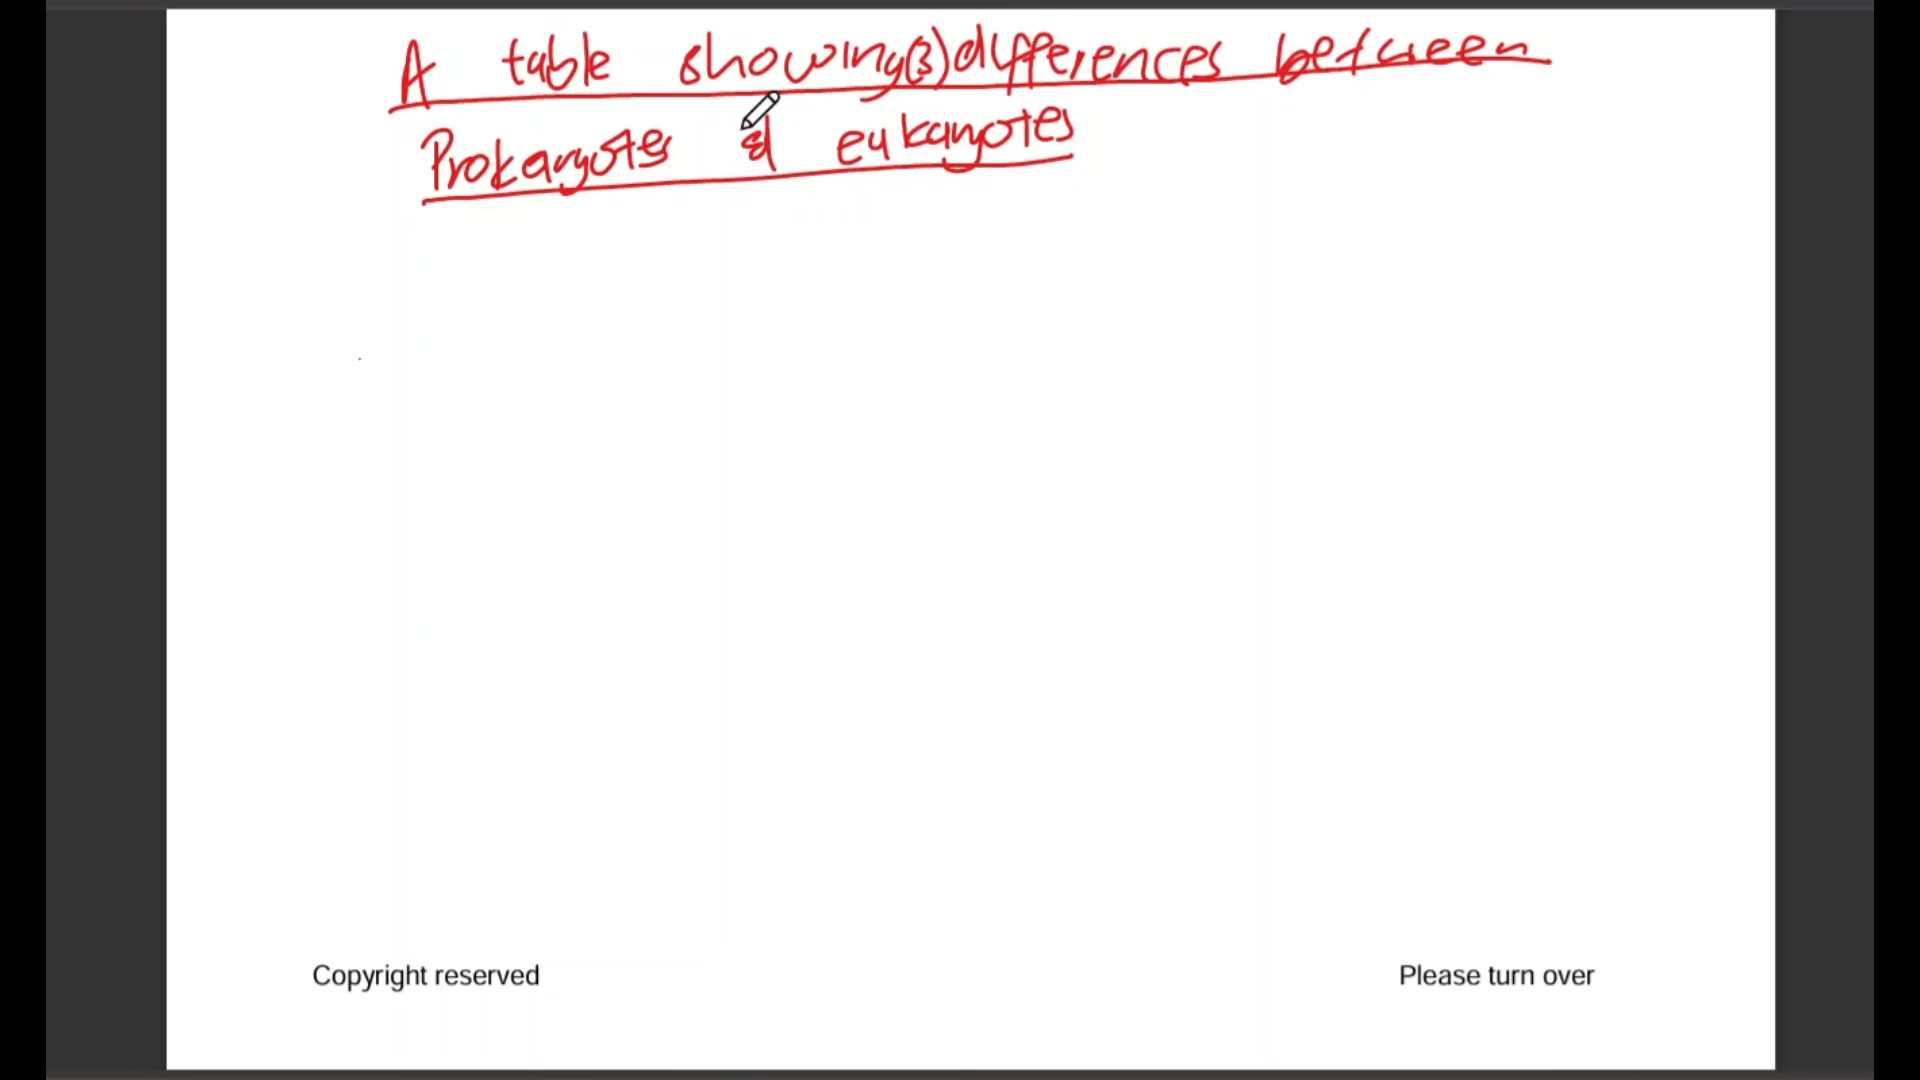 A table showing (3) differences between
Prokaryotes & eukaryotes
Copyright reserved
Please turn over